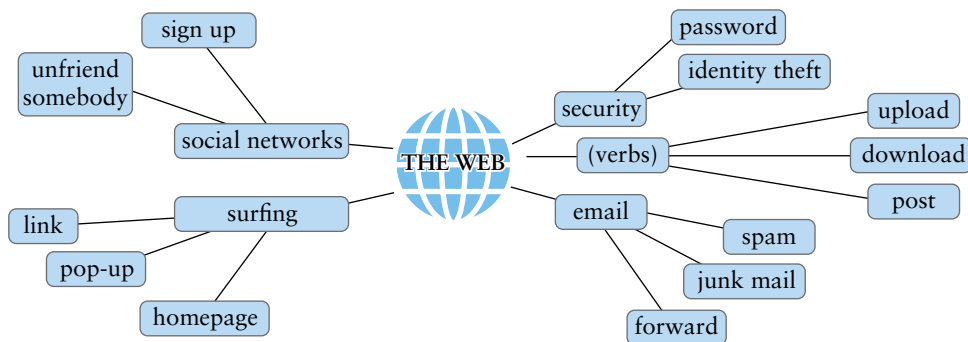 sign up
unfriend
somebody
social networks
THE WEB
surfing
link
pop-up
homepage
password
identity theft
security
upload
(verbs)
download
post
email
spam
junk mail
forward